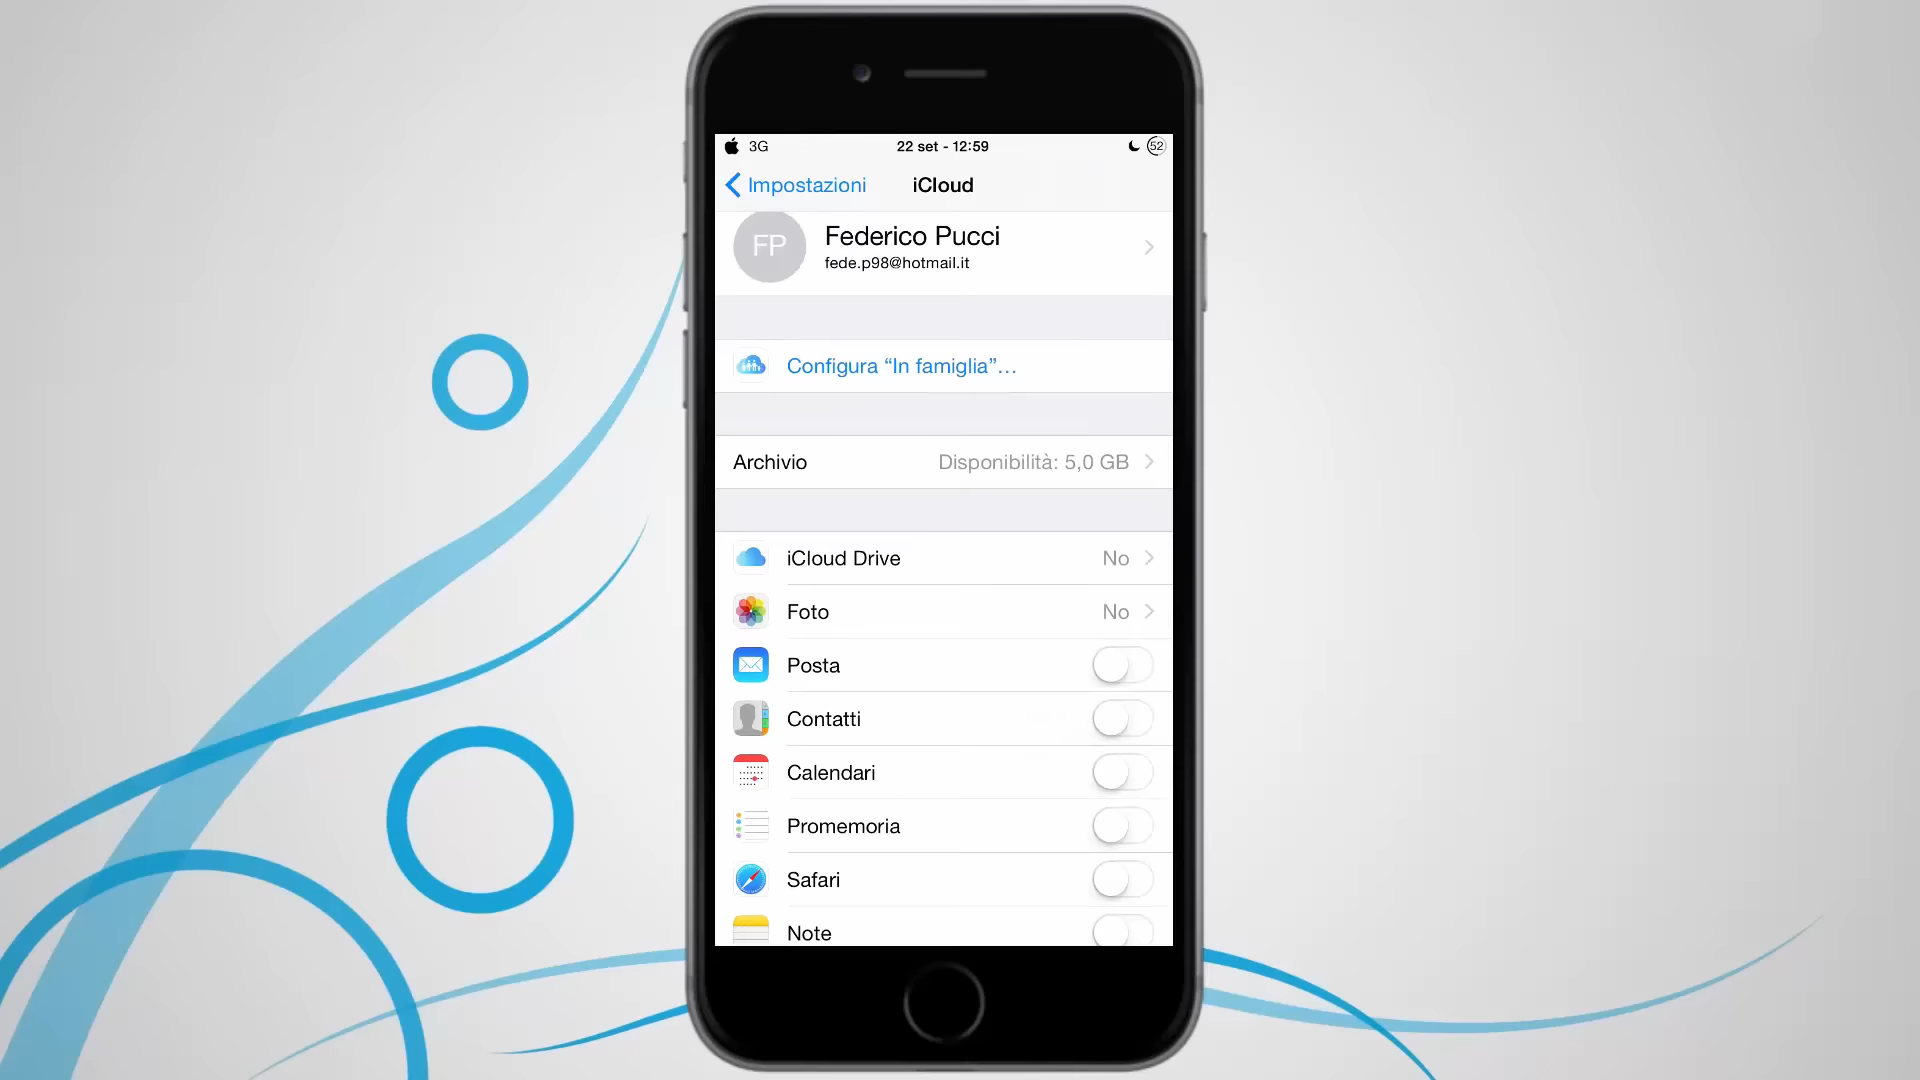 3G 22 set - 12:59 52
Impostazioni iCloud
FP Federico Pucci
fede.p98@hotmail.it
Configura “In famiglia”...
Archivio Disponibilità: 5,0 GB
iCloud Drive No
Foto No
Posta
Contatti
Calendari
Promemoria
Safari
Note